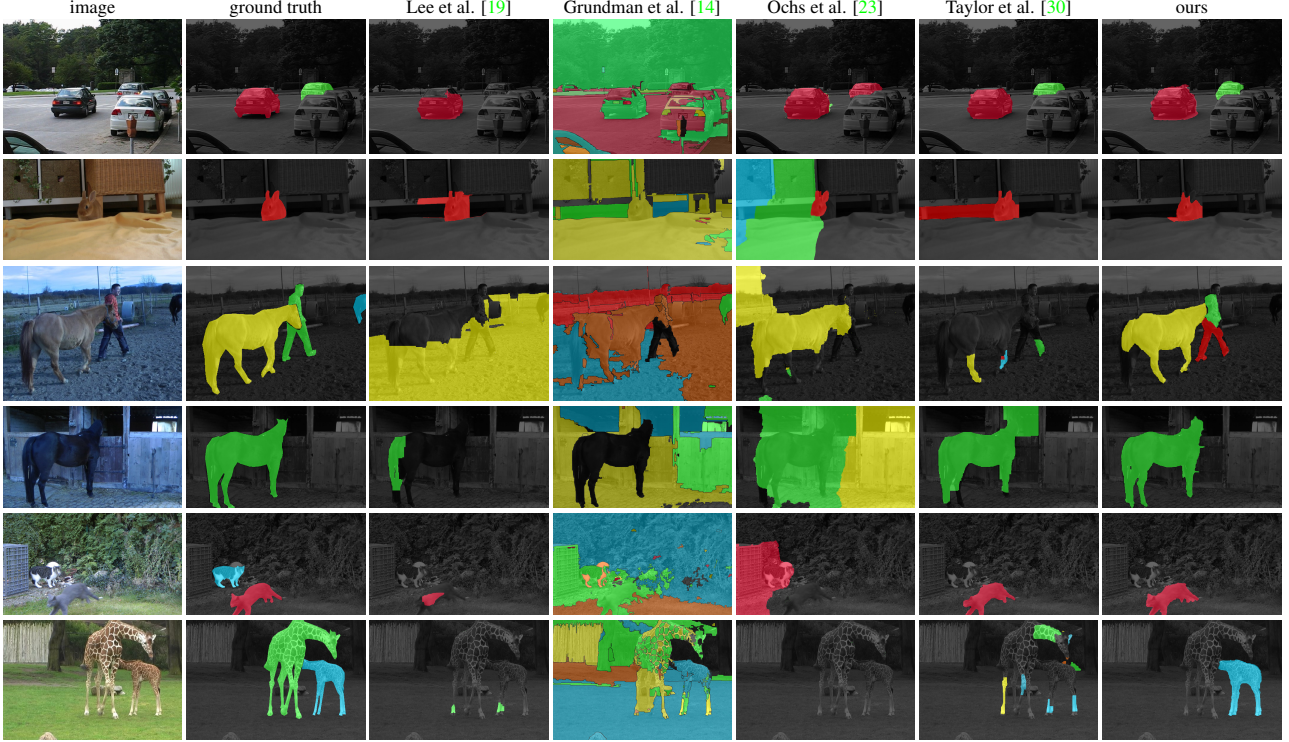 image ground truth Lee et al. [19] Grundman et al. [14] Ochs et al. [23] Taylor et al. [30] ours